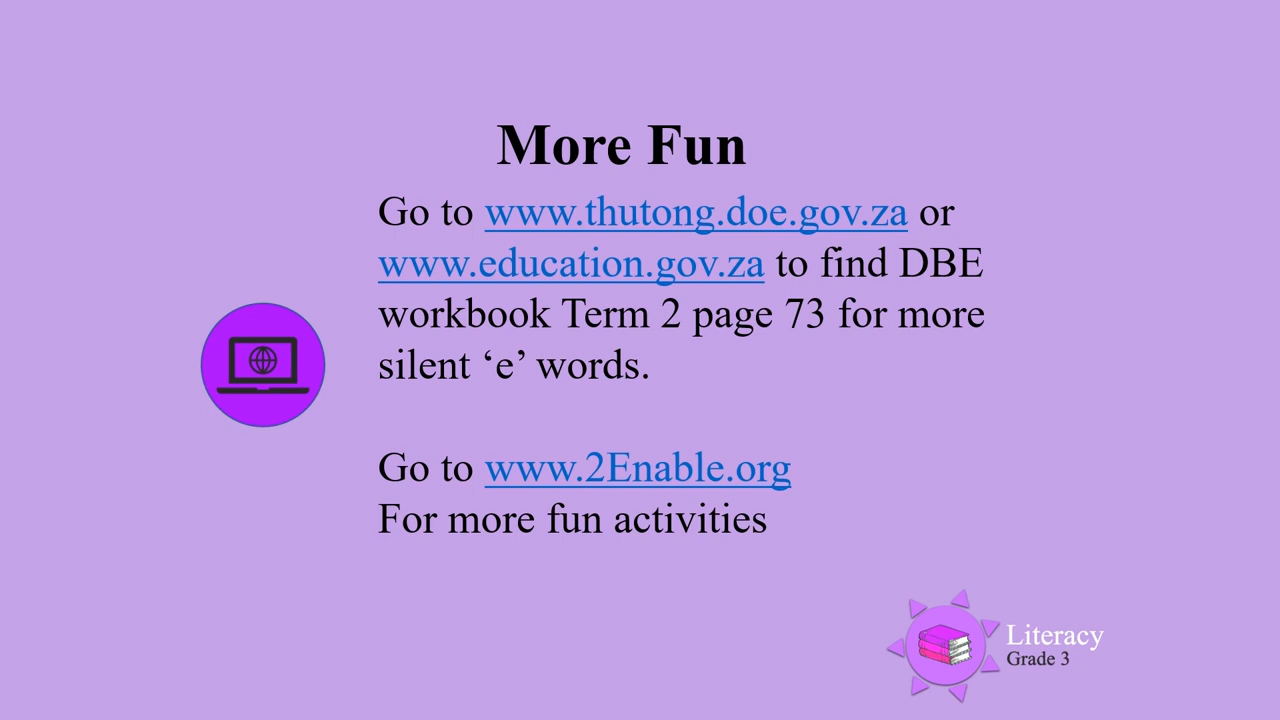 More Fun
Go to www.thutong.doe.gov.za or
www.education.gov.za to find DBE
workbook Term 2 page 73 for more
silent ‘e’ words.
Go to www.2Enable.org
For more fun activities
Literacy
Grade 3